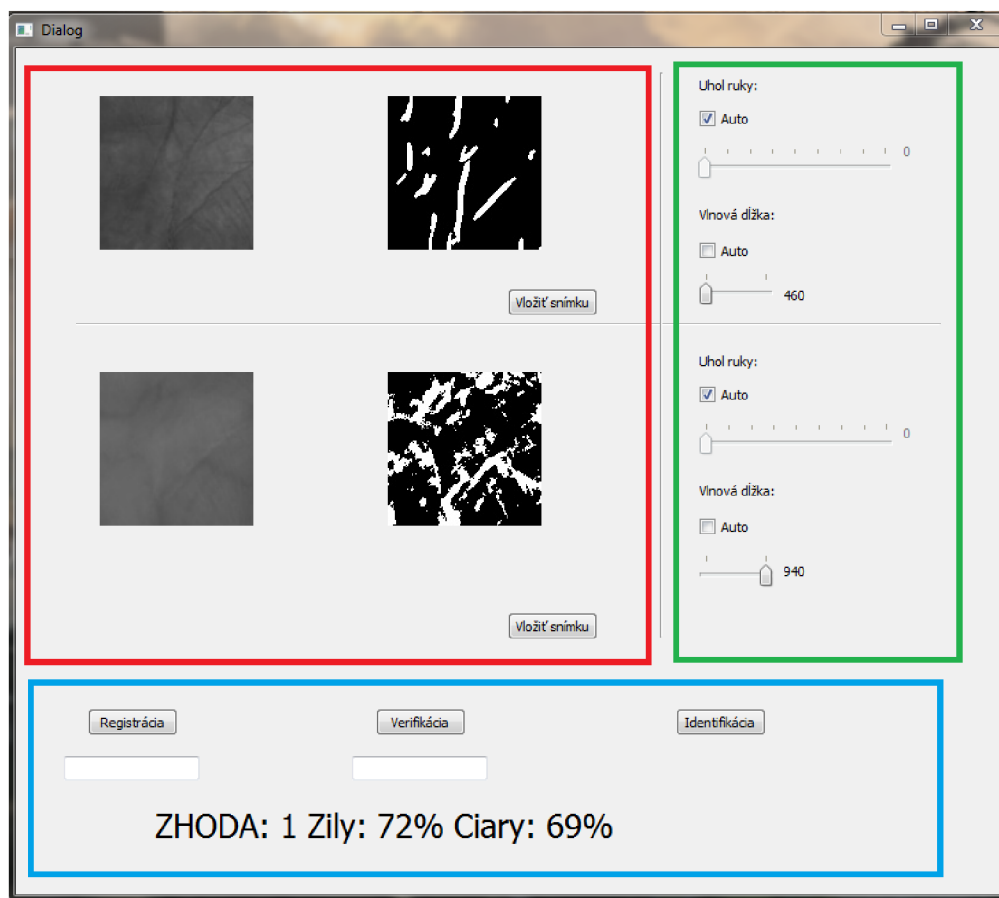 Dialog
Uhol ruky:
Auto
0
Vlnová dĺžka:
Auto
460
Vložiť snímku
Uhol ruky:
Auto
0
Vlnová dĺžka:
Auto
940
Vložiť snímku
Registrácia
Verifikácia
Identifikácia
ZHODA: 1 Zily: 72% Ciary: 69%